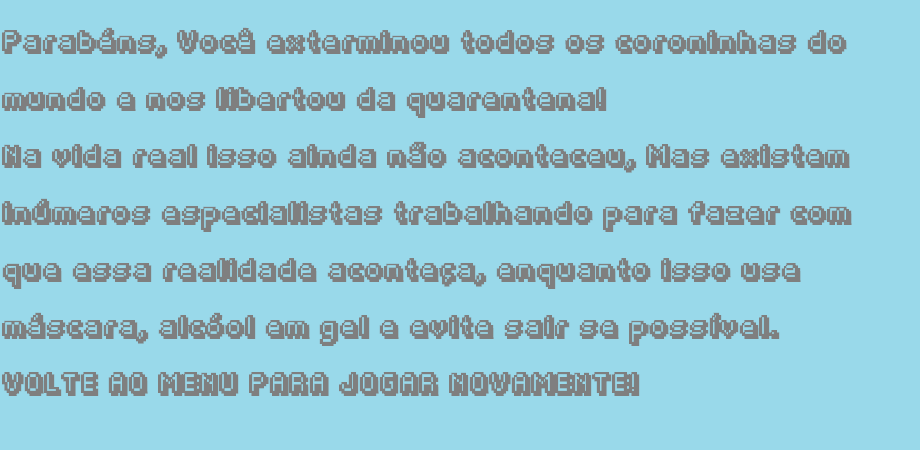 Parabéns, Você exterminou todos os coroninhas do
mundo e nos libertou da quarentena!
Na vida real isso ainda não aconteceu, Mas existem
inúmeros especialistas trabalhando para fazer com
que essa realidade aconteça, enquanto isso use
máscara, alcóol em gel e evite sair se possível.
VOLTE AO MENU PARA JOGAR NOVAMENTE!